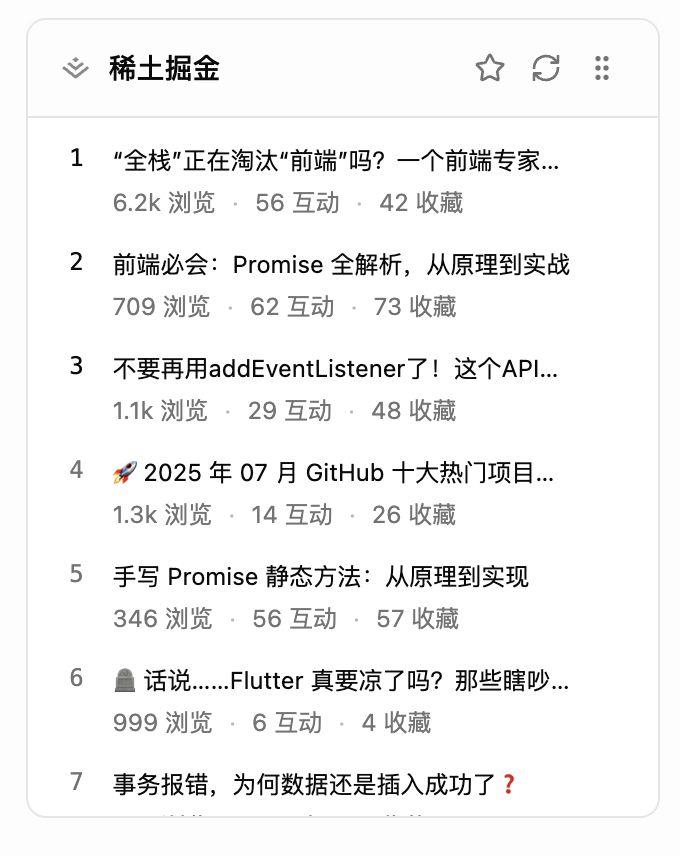 稀土掘金
1 “全栈”正在淘汰“前端”吗？一个前端专家...
6.2k 浏览 · 56 互动 · 42 收藏
2 前端必会：Promise 全解析，从原理到实战
709 浏览 · 62 互动 · 73 收藏
3 不要再用addEventListener了！这个API...
1.1k 浏览 · 29 互动 · 48 收藏
4 🚀 2025 年 07 月 GitHub 十大热门项目...
1.3k 浏览 · 14 互动 · 26 收藏
5 手写 Promise 静态方法：从原理到实现
346 浏览 · 56 互动 · 57 收藏
6 🪦 话说……Flutter 真要凉了吗？那些瞎吵...
999 浏览 · 6 互动 · 4 收藏
7 事务报错，为何数据还是插入成功了❓